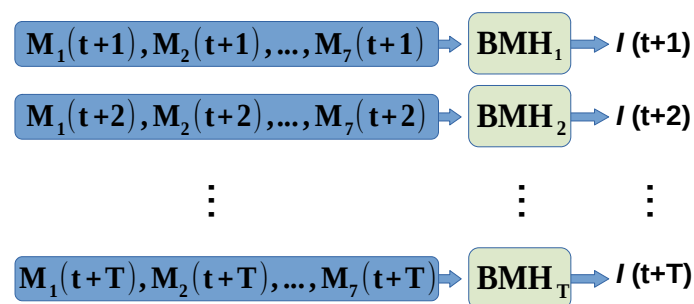 M₁(t+1),M₂(t+1),...,M₇(t+1) BMH₁ I (t+1)
M₁(t+2),M₂(t+2),...,M₇(t+2) BMH₂ I (t+2)
⋮ ⋮ ⋮
M₁(t+T),M₂(t+T),...,M₇(t+T) BMH_T I (t+T)